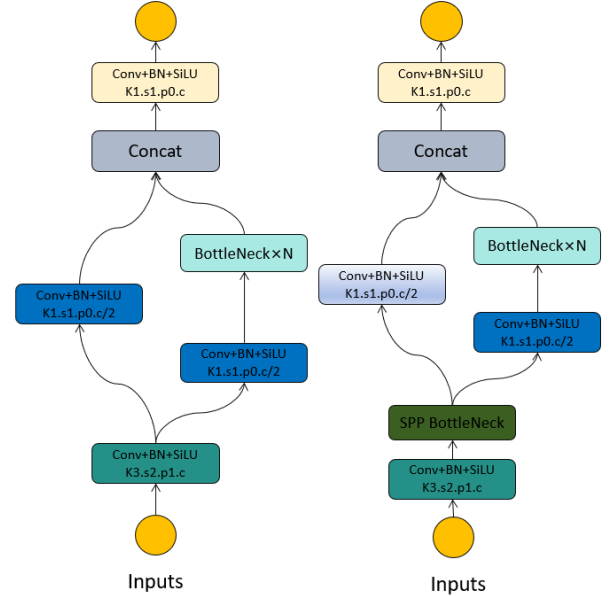 Conv+BN+SiLU
K1.s1.p0.c
Concat
BottleNeck×N
Conv+BN+SiLU
K1.s1.p0.c/2
Conv+BN+SiLU
K1.s1.p0.c/2
Conv+BN+SiLU
K3.s2.p1.c
Inputs
Conv+BN+SiLU
K1.s1.p0.c
Concat
BottleNeck×N
Conv+BN+SiLU
K1.s1.p0.c/2
Conv+BN+SiLU
K1.s1.p0.c/2
SPP BottleNeck
Conv+BN+SiLU
K3.s2.p1.c
Inputs